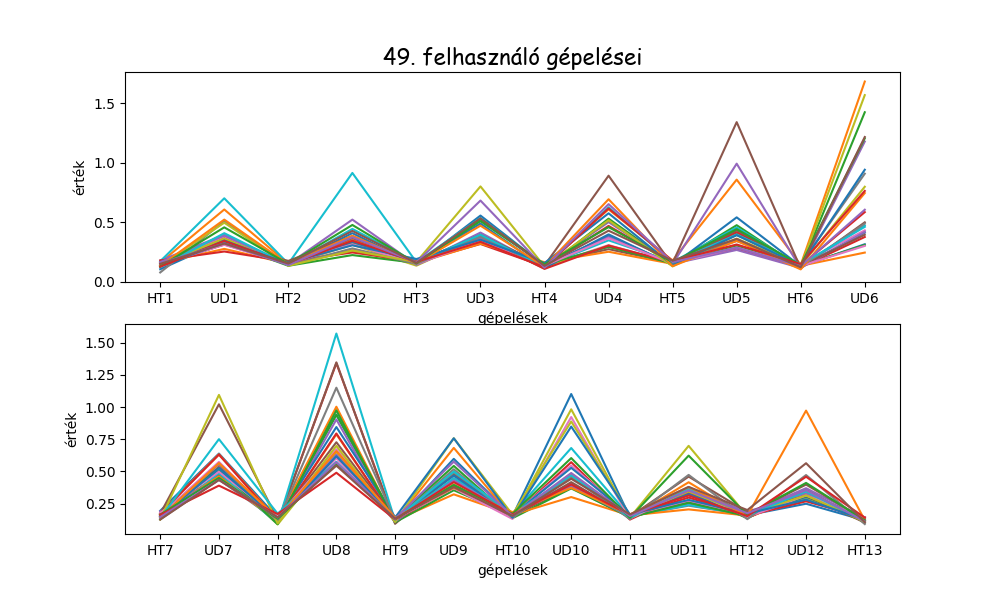 49. felhasználó gépelései
érték
1.5
1.0
0.5
0.0
HT1 UD1 HT2 UD2 HT3 UD3 HT4 UD4 HT5 UD5 HT6 UD6
gépelések
érték
1.50
1.25
1.00
0.75
0.50
0.25
HT7 UD7 HT8 UD8 HT9 UD9 HT10 UD10 HT11 UD11 HT12 UD12 HT13
gépelések